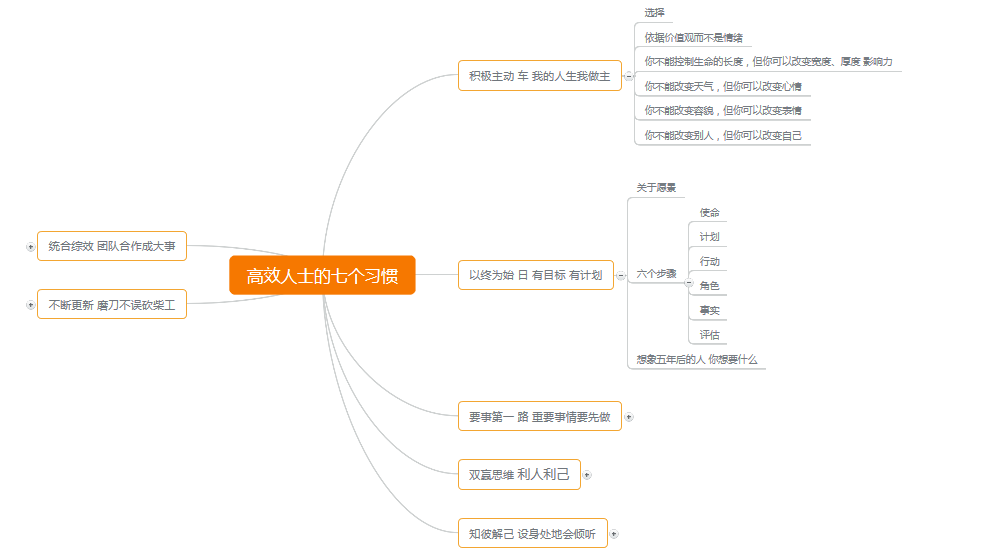 高效人士的七个习惯
积极主动 车 我的人生我做主
选择
依据价值观而不是情绪
你不能控制生命的长度，但你可以改变宽度、厚度 影响力
你不能改变天气，但你可以改变心情
你不能改变容貌，但你可以改变表情
你不能改变别人，但你可以改变自己
以终为始 日 有目标 有计划
关于愿景
六个步骤
使命
计划
行动
角色
事实
评估
想象五年后的人 你想要什么
要事第一 路 重要事情要先做
双赢思维 利人利己
知彼解己 设身处地会倾听
统合综效 团队合作成大事
不断更新 磨刀不误砍柴工